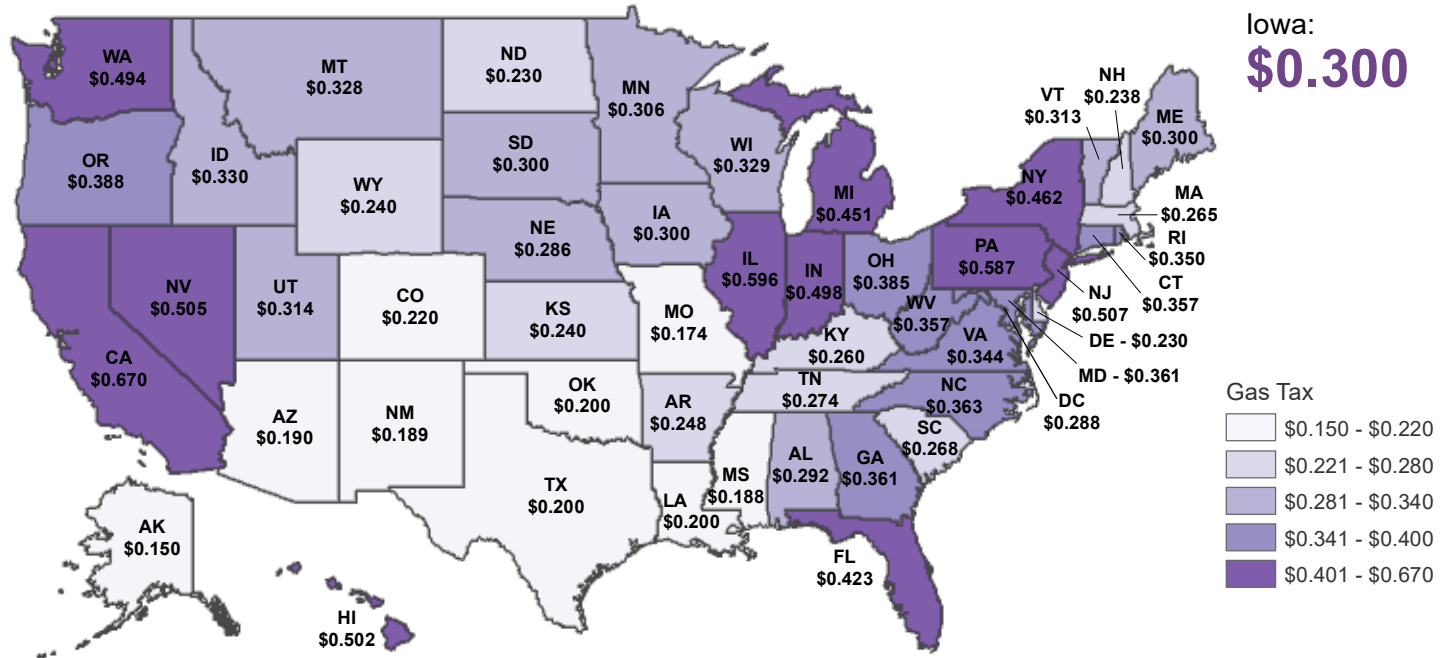 Iowa:
$0.300
WA
$0.494
MT
$0.328
ND
$0.230
MN
$0.306
OR
$0.388
ID
$0.330
WY
$0.240
SD
$0.300
WI
$0.329
MI
$0.451
NY
$0.462
VT
$0.313
NH
$0.238
ME
$0.300
MA
$0.265
RI
$0.350
CT
$0.357
NJ
$0.507
DE - $0.230
MD - $0.361
DC
$0.288
CA
$0.670
NV
$0.505
UT
$0.314
CO
$0.220
NE
$0.286
KS
$0.240
IA
$0.300
MO
$0.174
IL
$0.596
IN
$0.498
OH
$0.385
PA
$0.587
WV
$0.357
VA
$0.344
KY
$0.260
TN
$0.274
NC
$0.363
SC
$0.268
AZ
$0.190
NM
$0.189
OK
$0.200
AR
$0.248
TX
$0.200
LA
$0.200
MS
$0.188
AL
$0.292
GA
$0.361
FL
$0.423
AK
$0.150
HI
$0.502
Gas Tax
$0.150 - $0.220
$0.221 - $0.280
$0.281 - $0.340
$0.341 - $0.400
$0.401 - $0.670